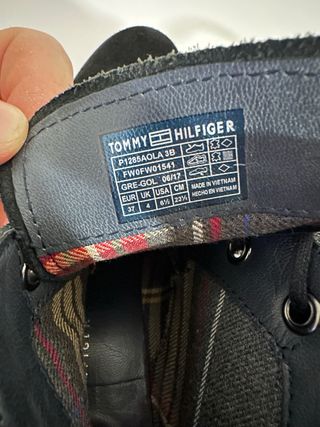 TOMMY HILFIGER
P1285AOLA 3B
FW0FW01541
GRE-GOL 06/17
EUR UK USA CM
37 4 6½ 23½
MADE IN VIETNAM
HECHO EN VIETNAM